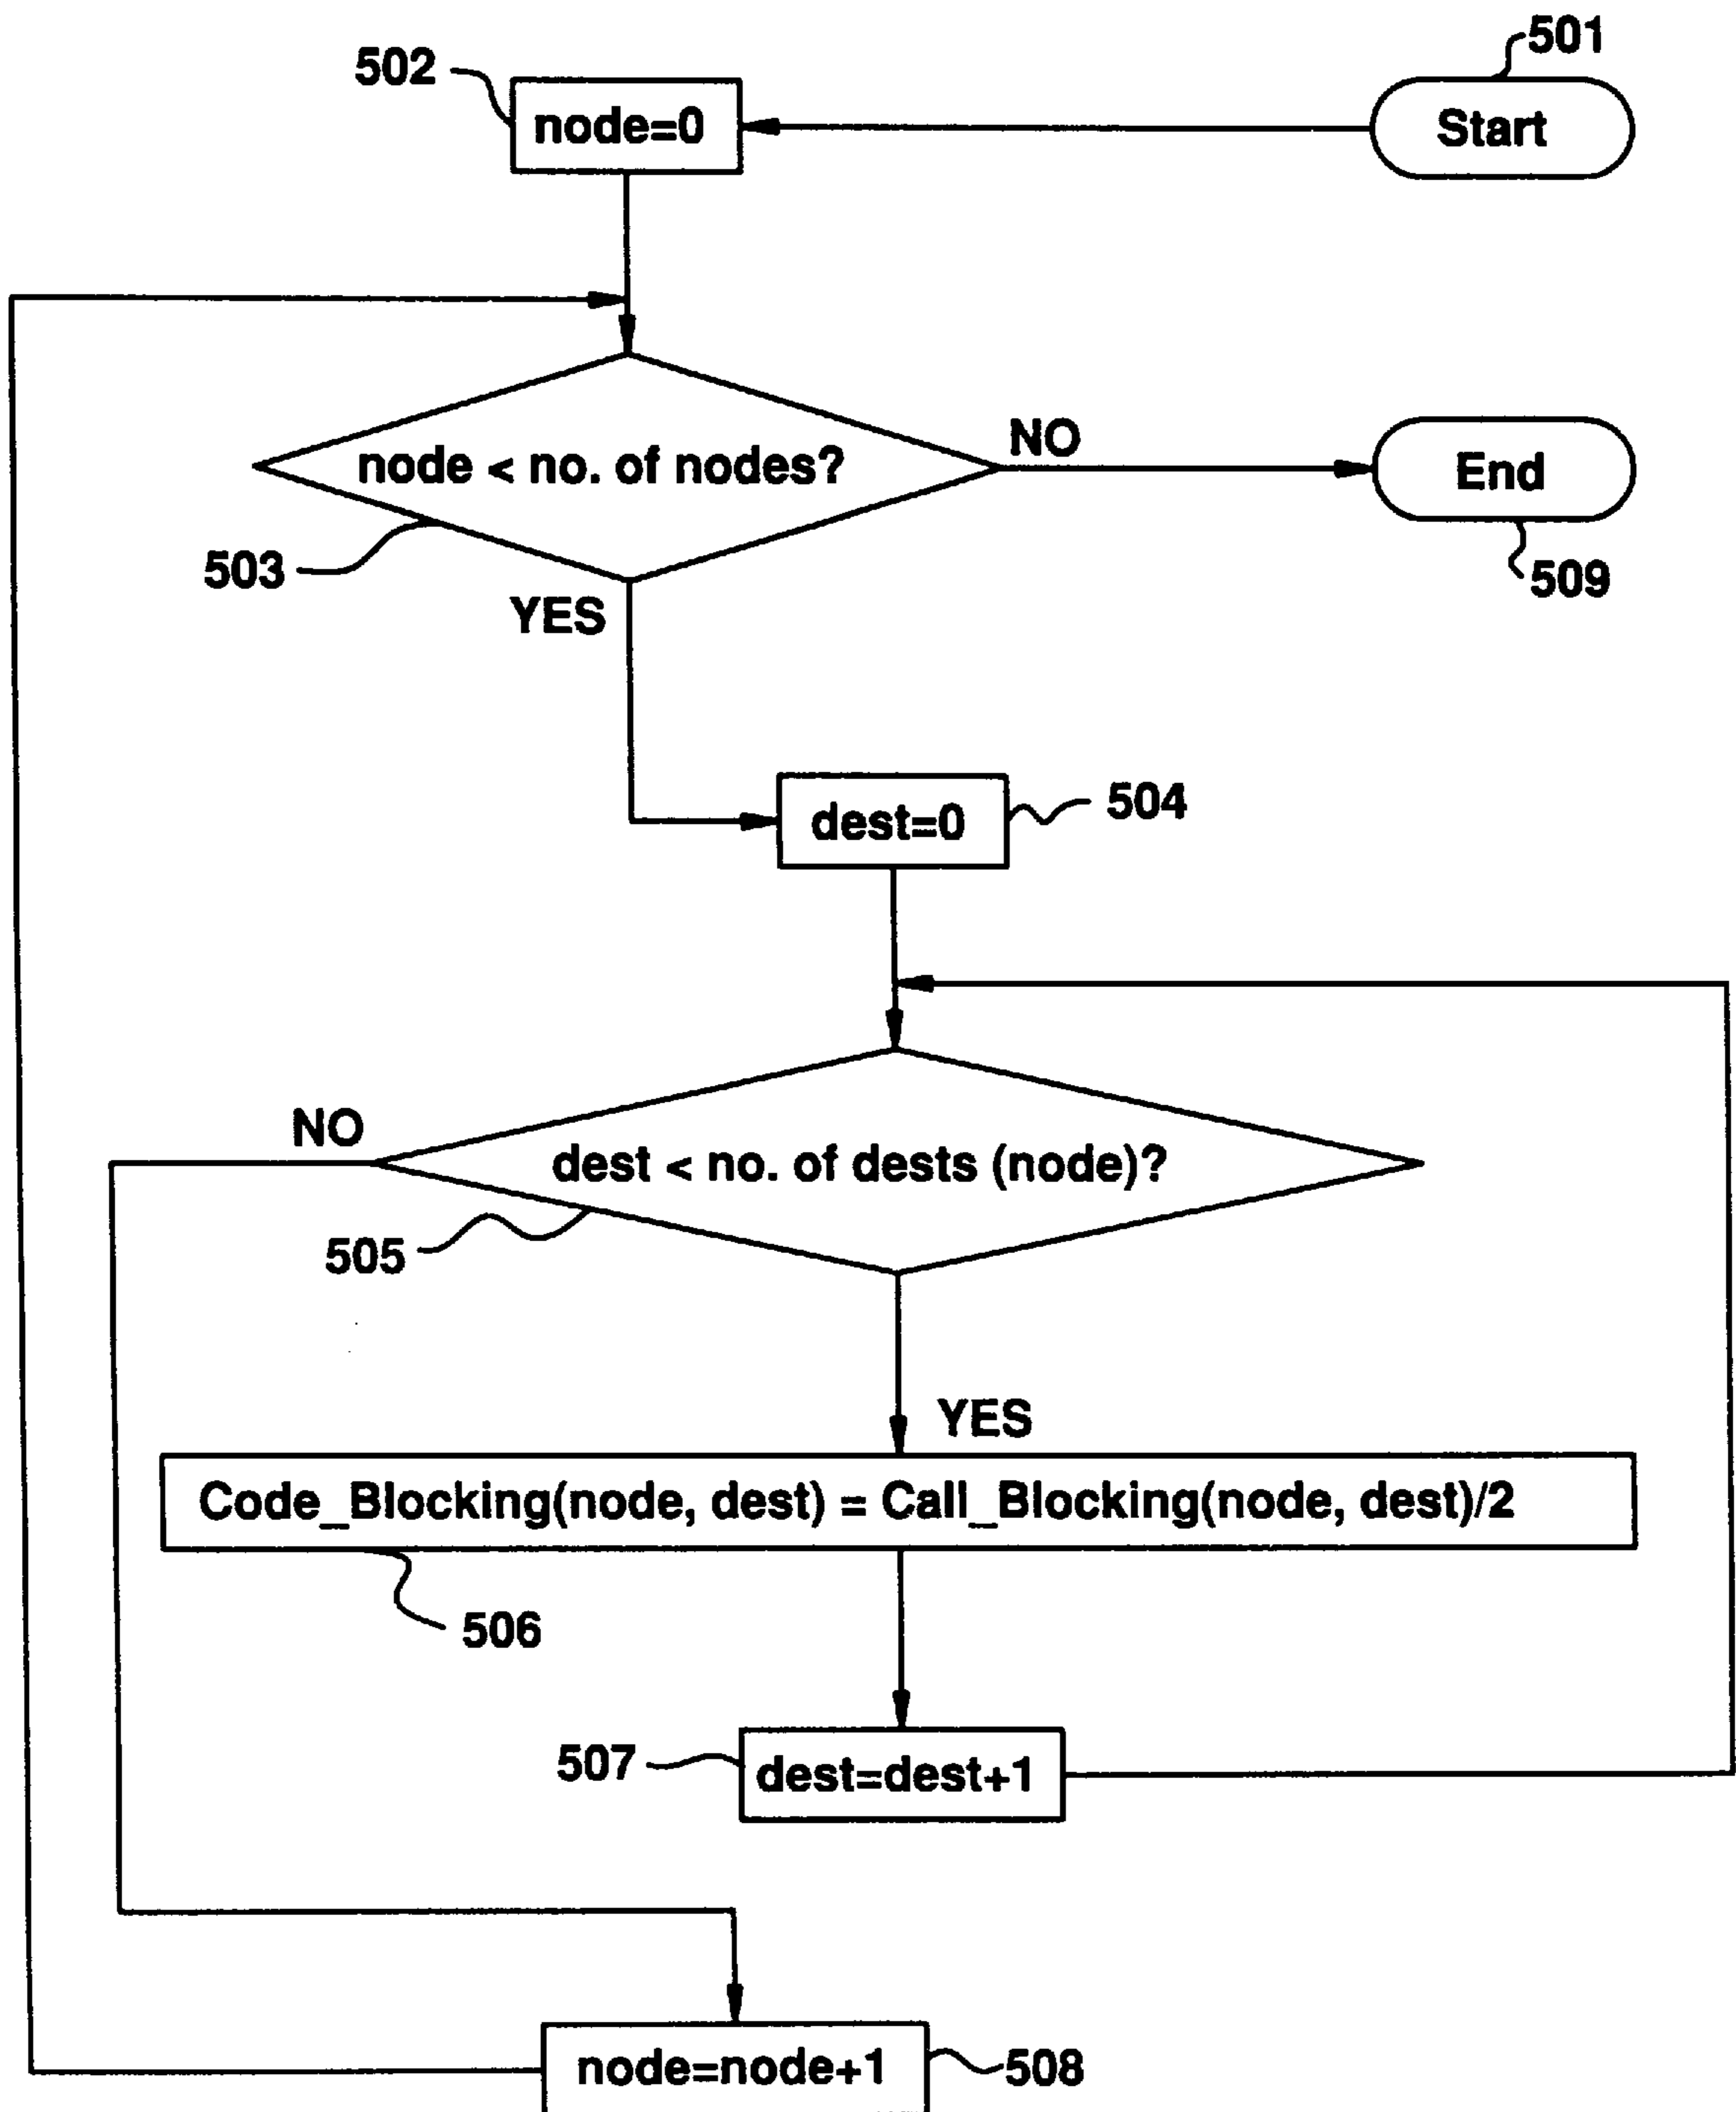 501
502
node=0
Start
node < no. of nodes?
NO
End
503
509
YES
dest=0
504
NO
dest < no. of dests (node)?
505
YES
Code_Blocking(node, dest) = Call_Blocking(node, dest)/2
506
507
dest=dest+1
node=node+1
508